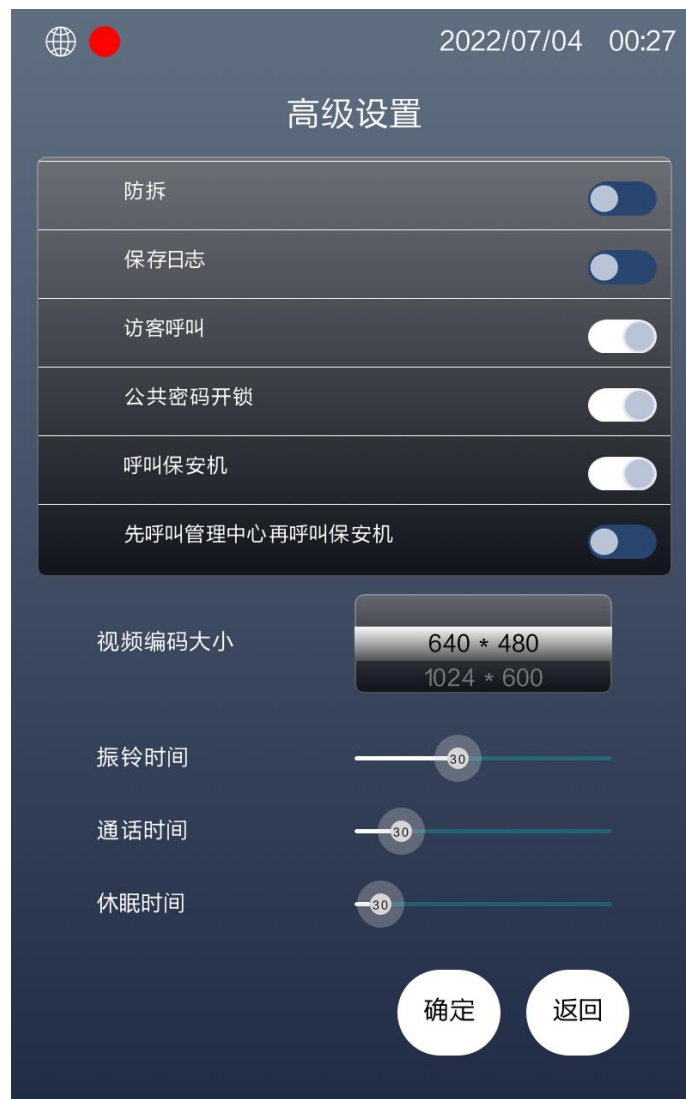 2022/07/04 00:27
高级设置
防拆
保存日志
访客呼叫
公共密码开锁
呼叫保安机
先呼叫管理中心再呼叫保安机
视频编码大小
640 * 480
1024 * 600
振铃时间
30
通话时间
30
休眠时间
30
确定 返回